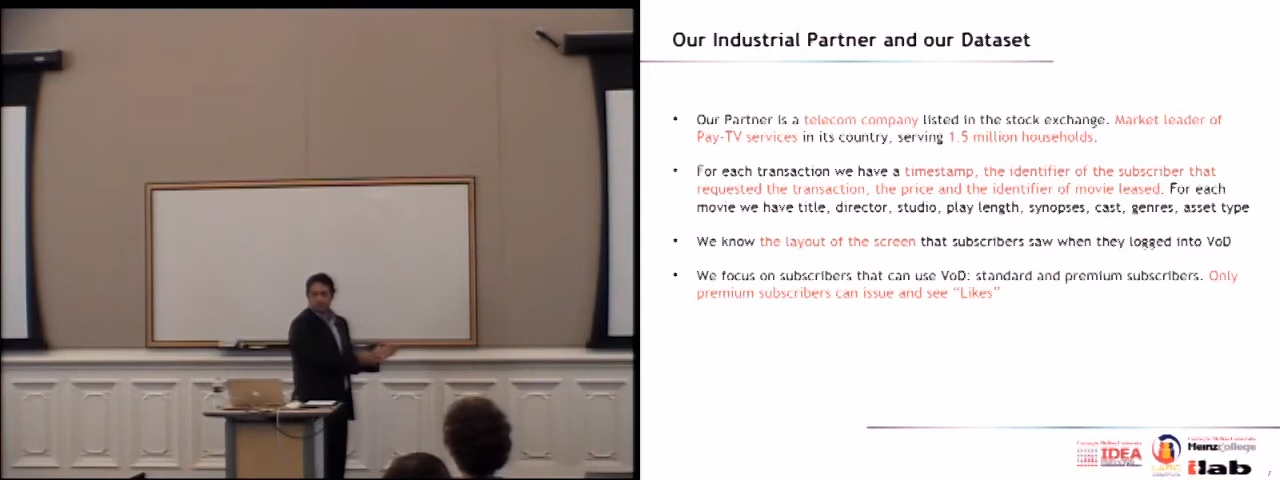 Our Industrial Partner and our Dataset
• Our Partner is a telecom company listed in the stock exchange. Market leader of
Pay-TV services in its country, serving 1.5 million households.
• For each transaction we have a timestamp, the identifier of the subscriber that
requested the transaction, the price and the identifier of movie leased. For each
movie we have title, director, studio, play length, synopses, cast, genres, asset type
• We know the layout of the screen that subscribers saw when they logged into VoD
• We focus on subscribers that can use VoD: standard and premium subscribers. Only
premium subscribers can issue and see “Likes”
IDEA
HeinzCollege
ilab